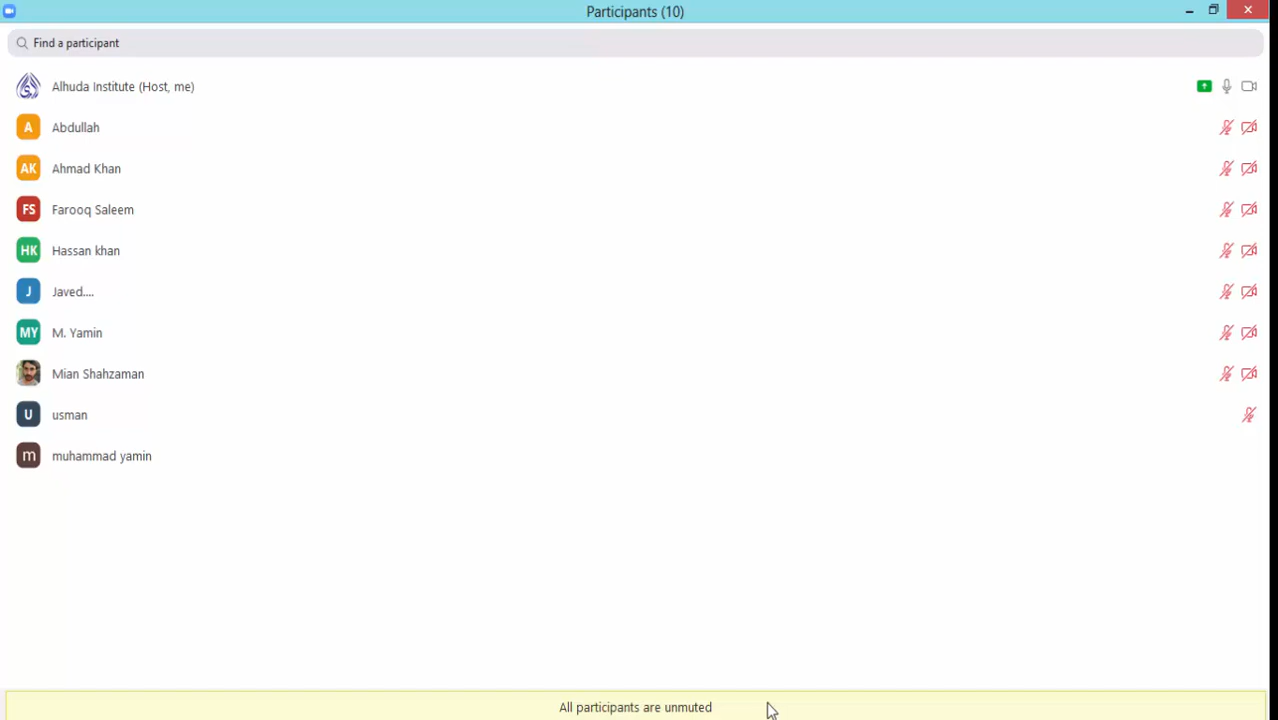 Participants (10)
Find a participant
Alhuda Institute (Host, me)
A Abdullah
AK Ahmad Khan
FS Farooq Saleem
HK Hassan khan
J Javed....
MY M. Yamin
Mian Shahzaman
U usman
m muhammad yamin
All participants are unmuted